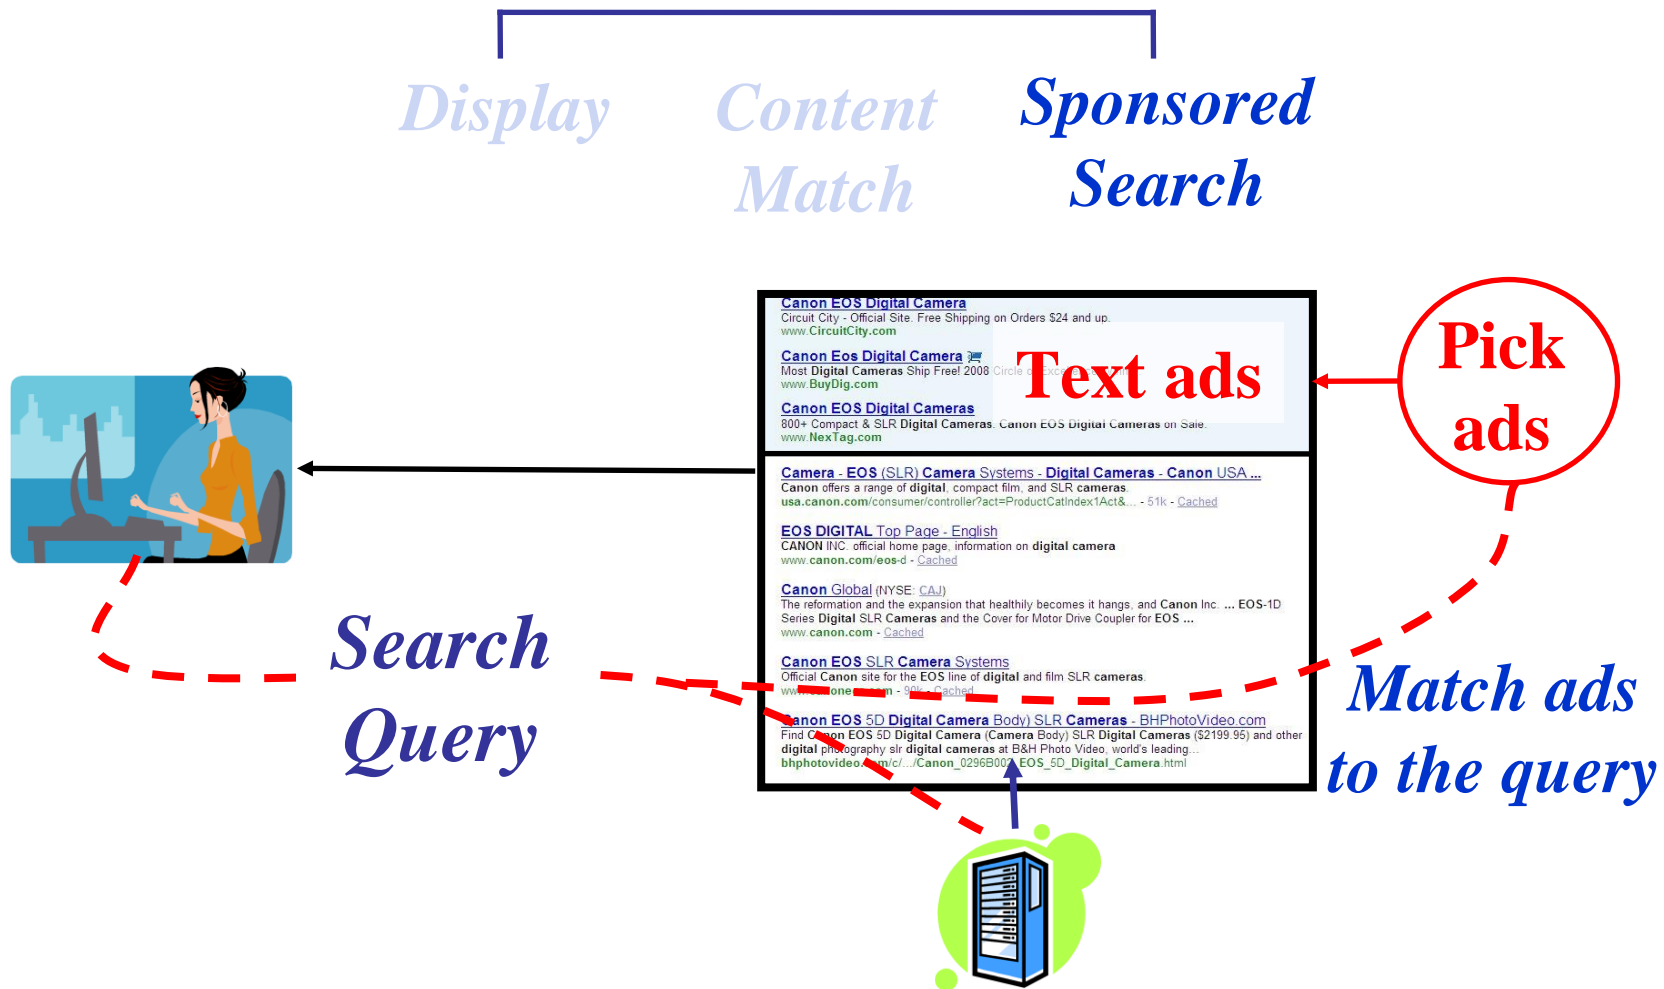 Display
Content
Match
Sponsored
Search
Canon EOS Digital Camera
Circuit City - Official Site. Free Shipping on Orders $24 and up.
www.CircuitCity.com
Canon Eos Digital Camera
Most Digital Cameras Ship Free! 2008 Circle of
www.BuyDig.com
Canon EOS Digital Cameras
800+ Compact & SLR Digital Cameras. Canon EOS Digital Cameras on Sale.
www.NexTag.com
Text ads
Pick
ads
Camera - EOS (SLR) Camera Systems - Digital Cameras - Canon USA ...
Canon offers a range of digital, compact film, and SLR cameras.
usa.canon.com/consumer/controller?act=ProductCatIndex1Act&... - 51k - Cached
EOS DIGITAL Top Page - English
CANON INC. official home page, information on digital camera
www.canon.com/eos-d - Cached
Canon Global (NYSE: CAJ)
The reformation and the expansion that healthily becomes it hangs, and Canon Inc. ... EOS-1D
Series Digital SLR Cameras and the Cover for Motor Drive Coupler for EOS ...
www.canon.com - Cached
Canon EOS SLR Camera Systems
Official Canon site for the EOS line of digital and film SLR cameras.
- Cached
Canon EOS 5D Digital Camera Body) SLR Cameras - BHPhotoVideo.com
Find Canon EOS 5D Digital Camera (Camera Body) SLR Digital Cameras ($2199.95) and other
digital photography slr digital cameras at B&H Photo Video, world's leading...
bhphotovideo.com/c/.../Canon_0296B002_EOS_5D_Digital_Camera.html
Search
Query
Match ads
to the query